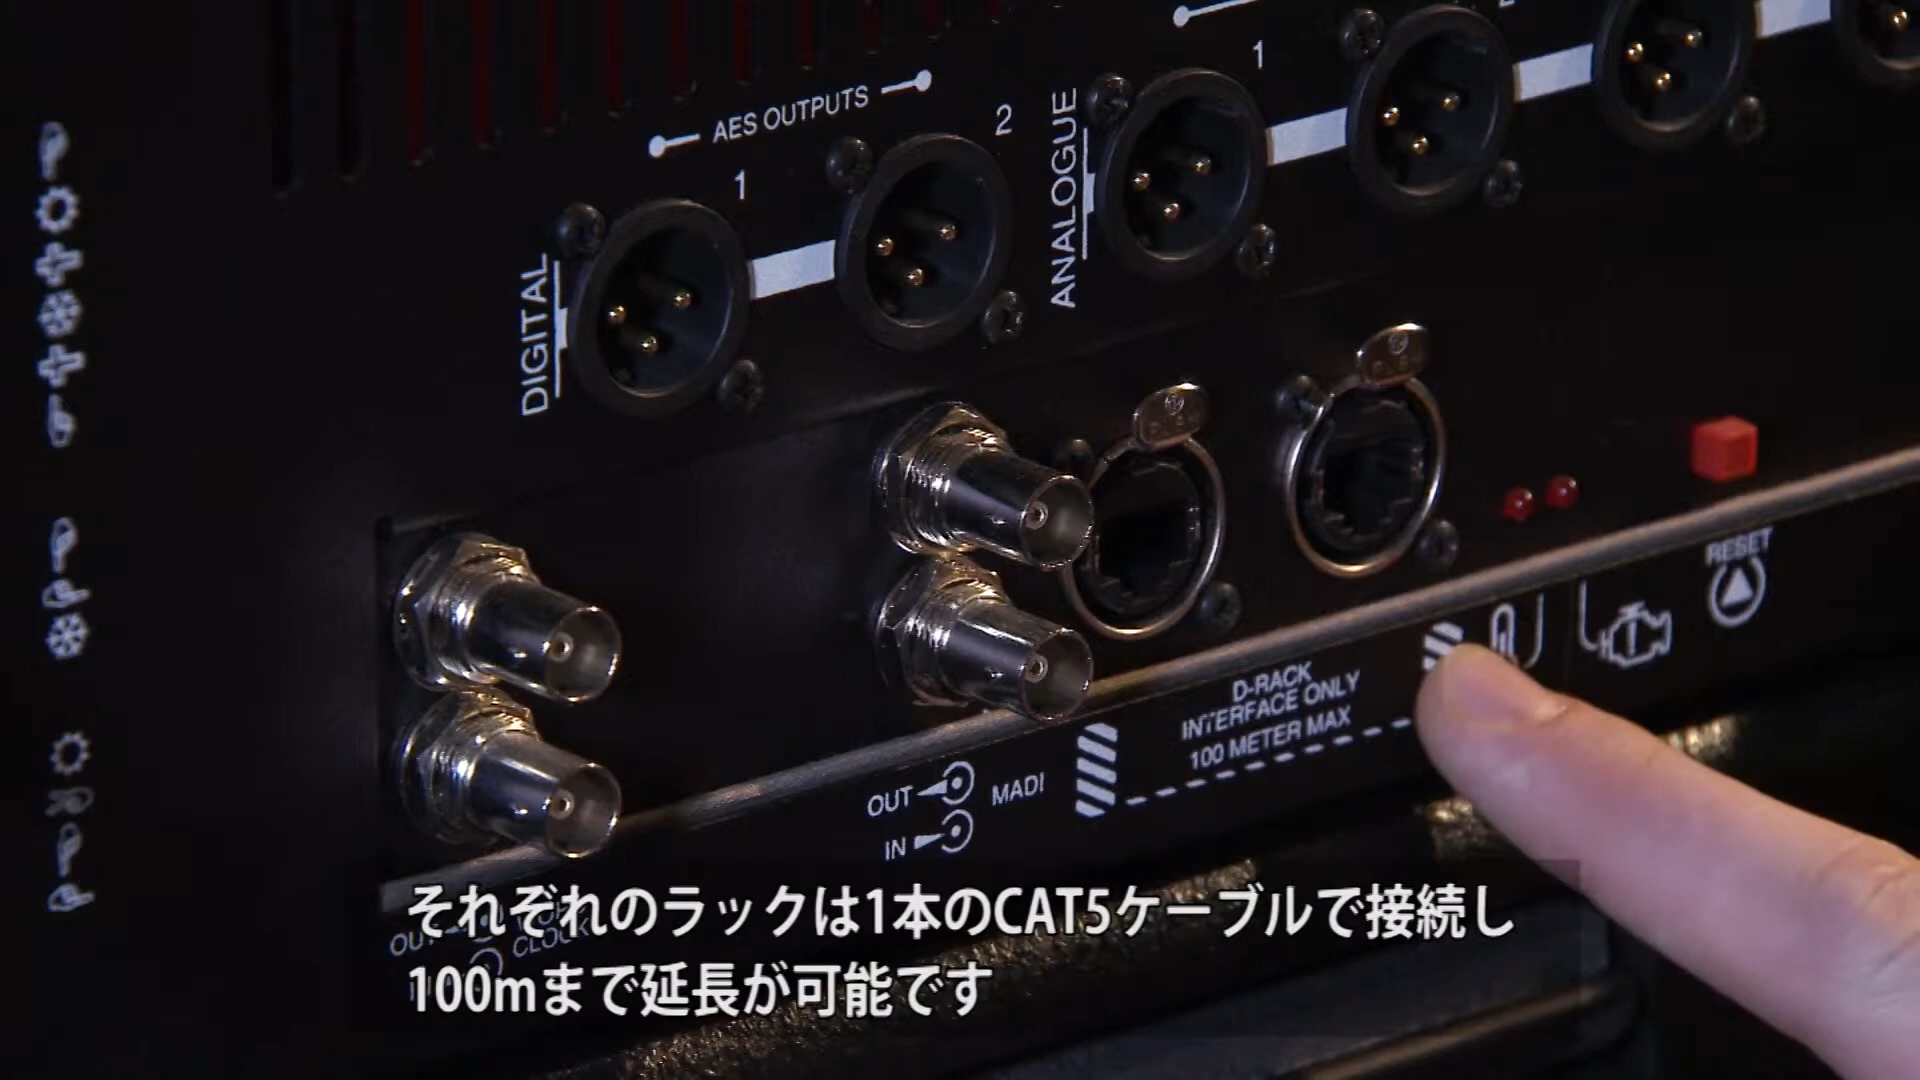 AES OUTPUTS
1
2
DIGITAL
ANALOGUE
1
RESET
D-RACK
INTERFACE ONLY
100 METER MAX
OUT
MADI
IN
OUT
CLOCK
それぞれのラックは1本のCAT5ケーブルで接続し
100mまで延長が可能です